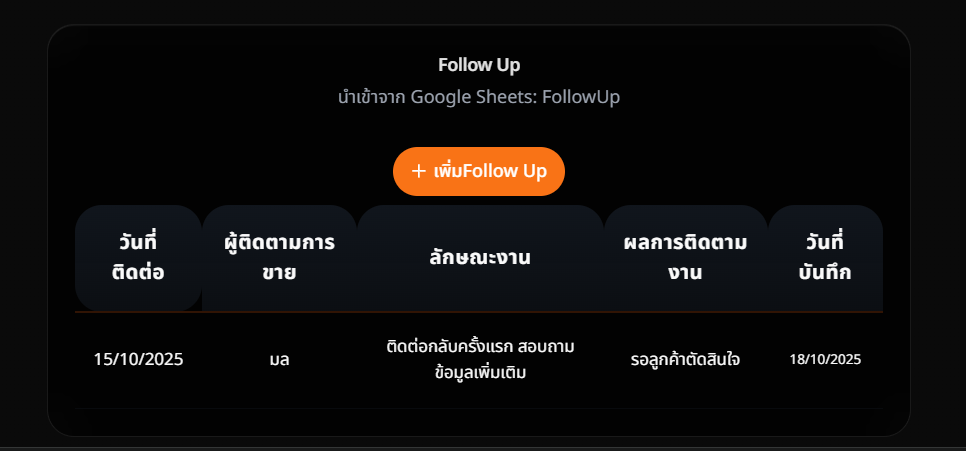 Follow Up
นำเข้าจาก Google Sheets: FollowUp
+ เพิ่มFollow Up
วันที่
ติดต่อ
ผู้ติดตามการ
ขาย
ลักษณะงาน
ผลการติดตาม
งาน
วันที่
บันทึก
15/10/2025
มล
ติดต่อกลับครั้งแรก สอบถาม
ข้อมูลเพิ่มเติม
รอลูกค้าตัดสินใจ
18/10/2025